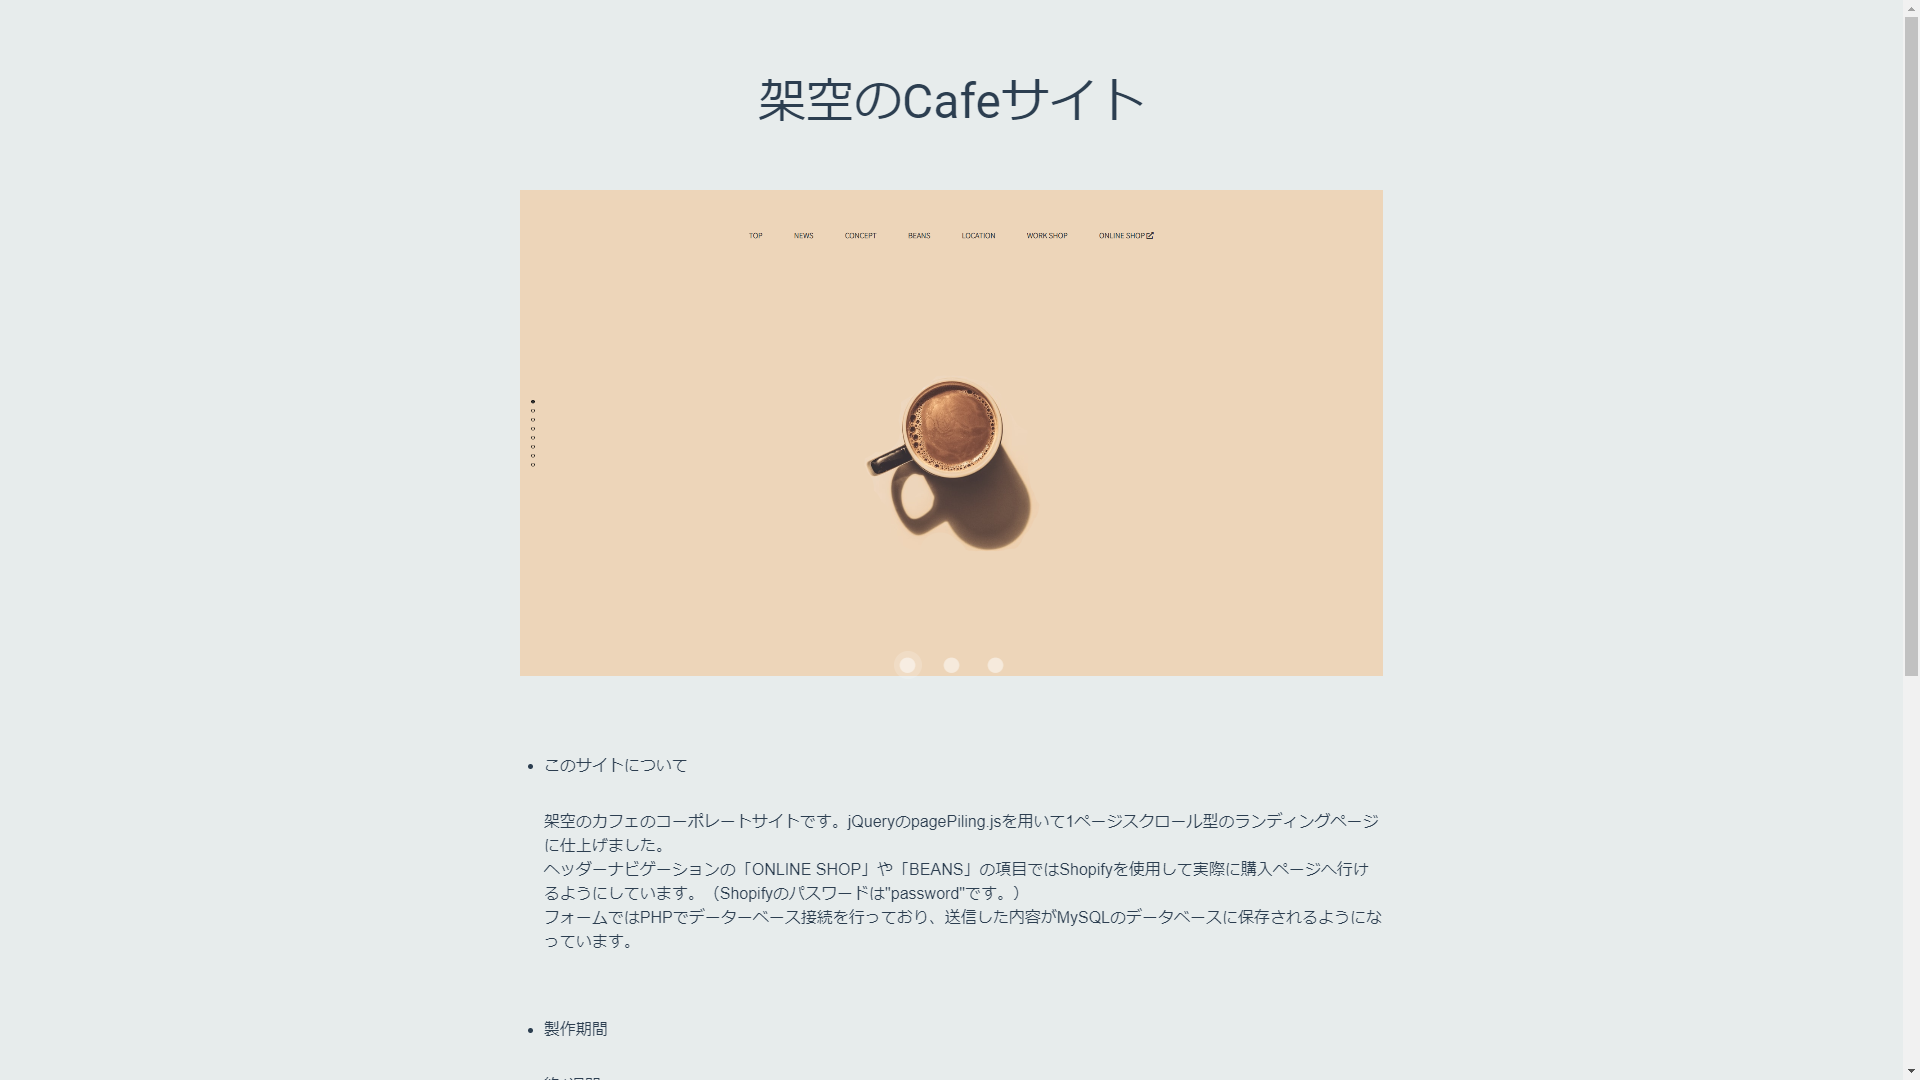 架空のCafeサイト
TOP NEWS CONCEPT BEANS LOCATION WORK SHOP ONLINE SHOP
このサイトについて
架空のカフェのコーポレートサイトです。jQueryのpagePiling.jsを用いて1ページスクロール型のランディングページ
に仕上げました。
ヘッダーナビゲーションの「ONLINE SHOP」や「BEANS」の項目ではShopifyを使用して実際に購入ページへ行け
るようにしています。（Shopifyのパスワードは"password"です。）
フォームではPHPでデーターベース接続を行っており、送信した内容がMySQLのデータベースに保存されるようにな
っています。
製作期間